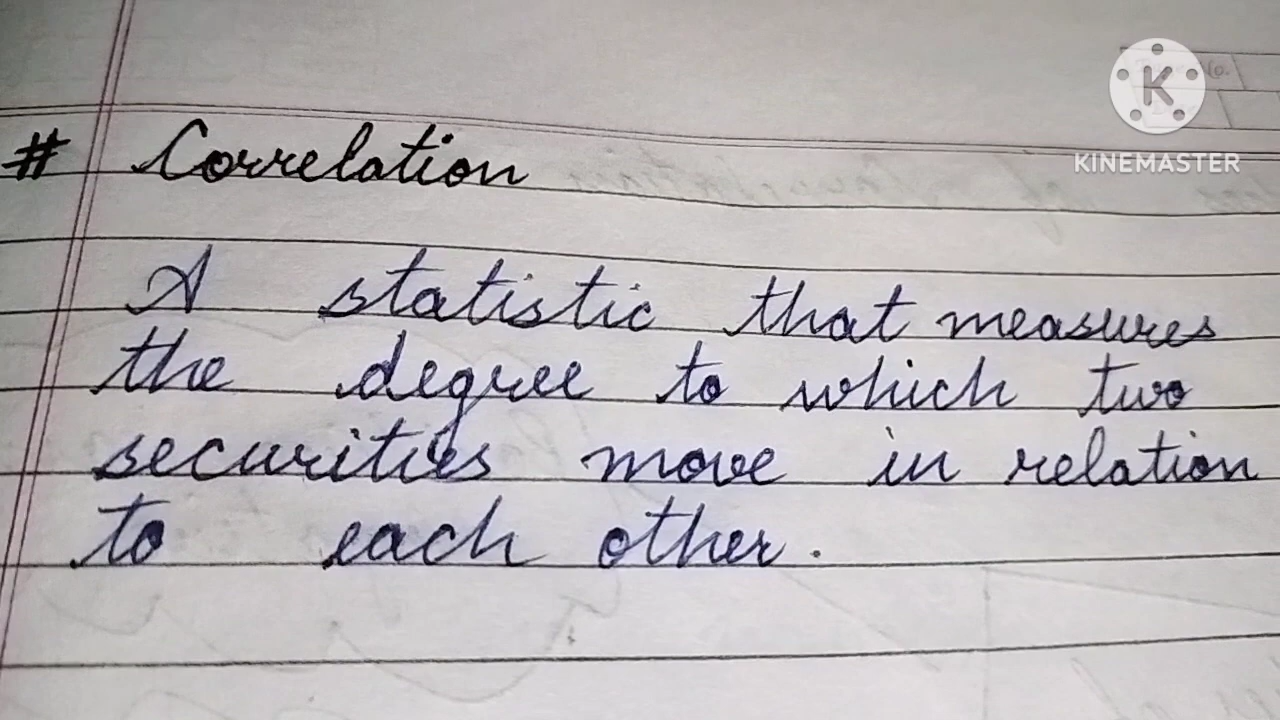 KINEMASTER
# Correlation
A statistic that measures
the degree to which two
securities move in relation
to each other.